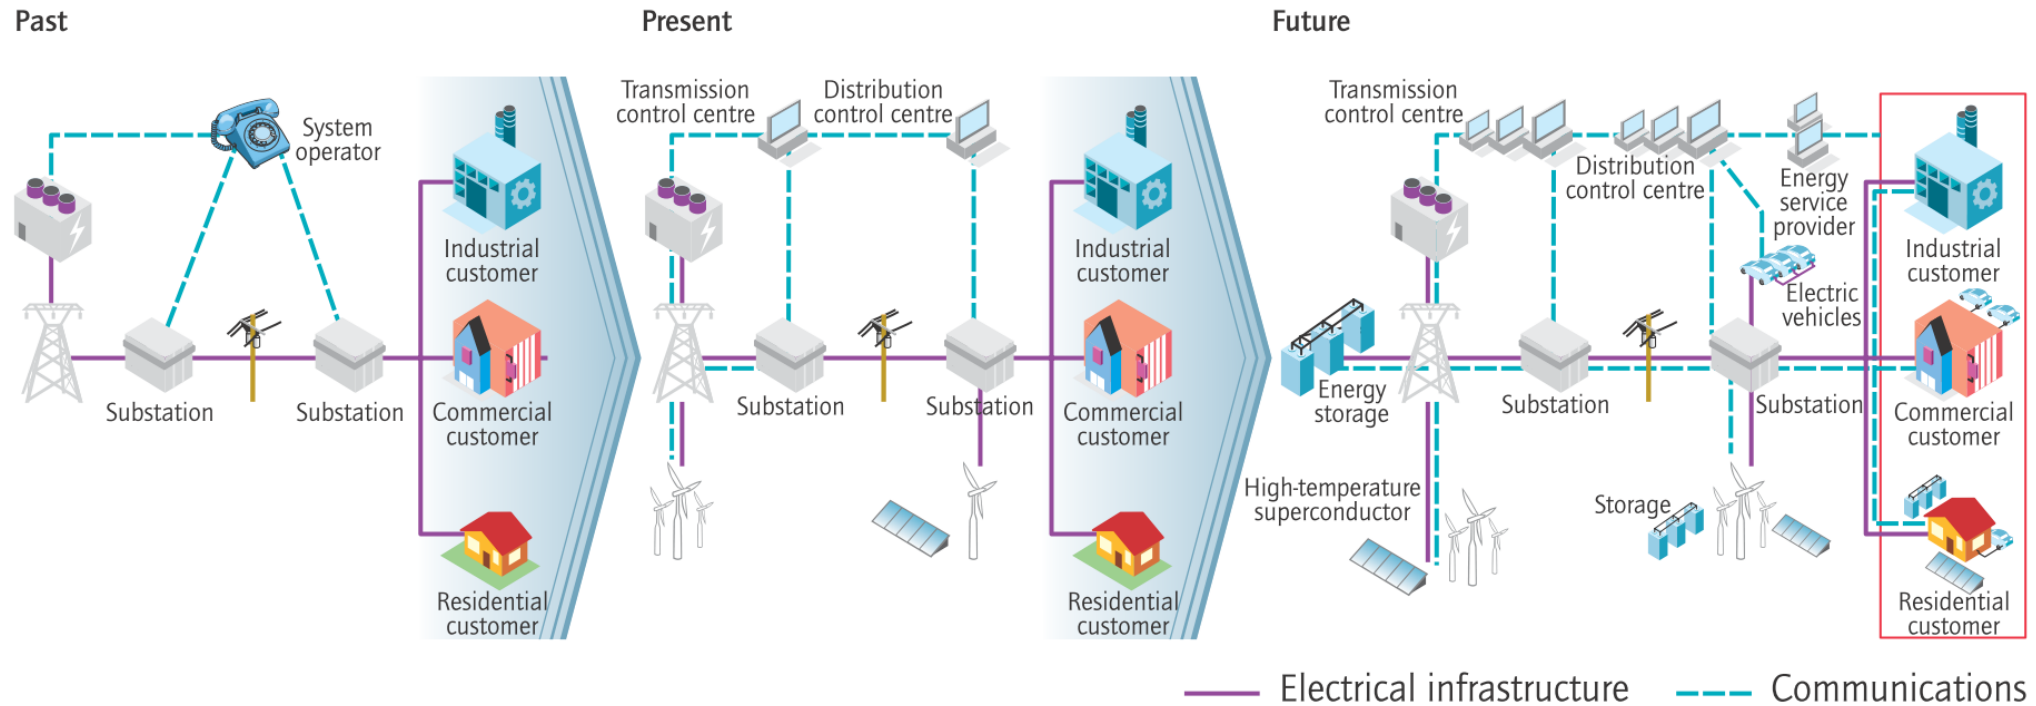 Past
System
operator
Substation
Substation
Industrial
customer
Commercial
customer
Residential
customer
Present
Transmission
control centre
Distribution
control centre
Substation
Substation
Industrial
customer
Commercial
customer
Residential
customer
Future
Transmission
control centre
Distribution
control centre
Energy
service
provider
Electric
vehicles
Energy
storage
Substation
Substation
High-temperature
superconductor
Storage
Industrial
customer
Commercial
customer
Residential
customer
Electrical infrastructure
Communications